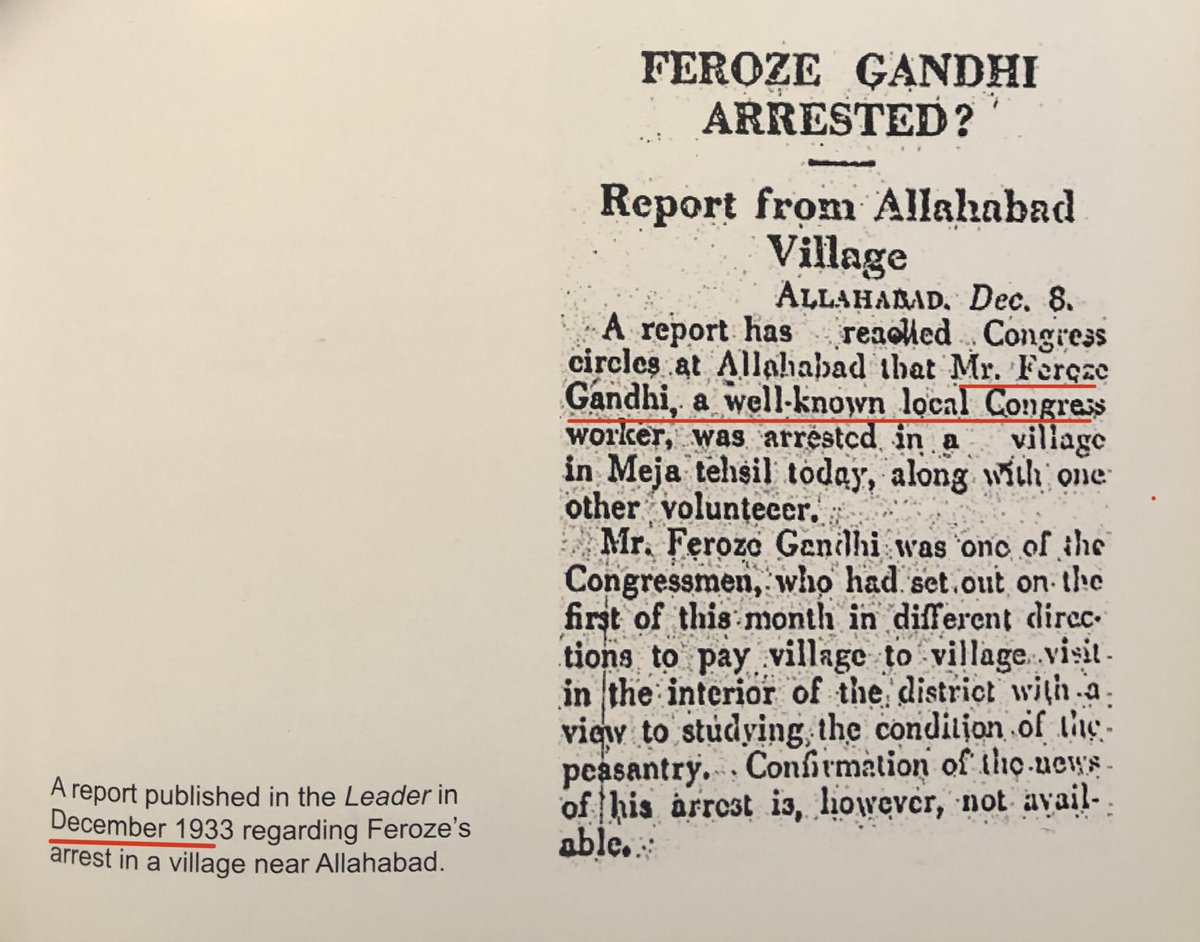 FEROZE GANDHI
ARRESTED?
Report from Allahabad
Village
ALLAHABAD. Dec. 8.
A report has reached Congress
circles at Allahabad that Mr. Feroze
Gandhi, a well-known local Congress
worker, was arrested in a village
in Meja tehsil today, along with one
other volunteer.
Mr. Feroze Gandhi was one of the
Congressmen, who had set out on the
first of this month in different direc-
tions to pay village to village visit
in the interior of the district with a
view to studying the condition of the
peasantry. Confirmation of the news
of his arrest is, however, not avail-
able.
A report published in the Leader in
December 1933 regarding Feroze's
arrest in a village near Allahabad.